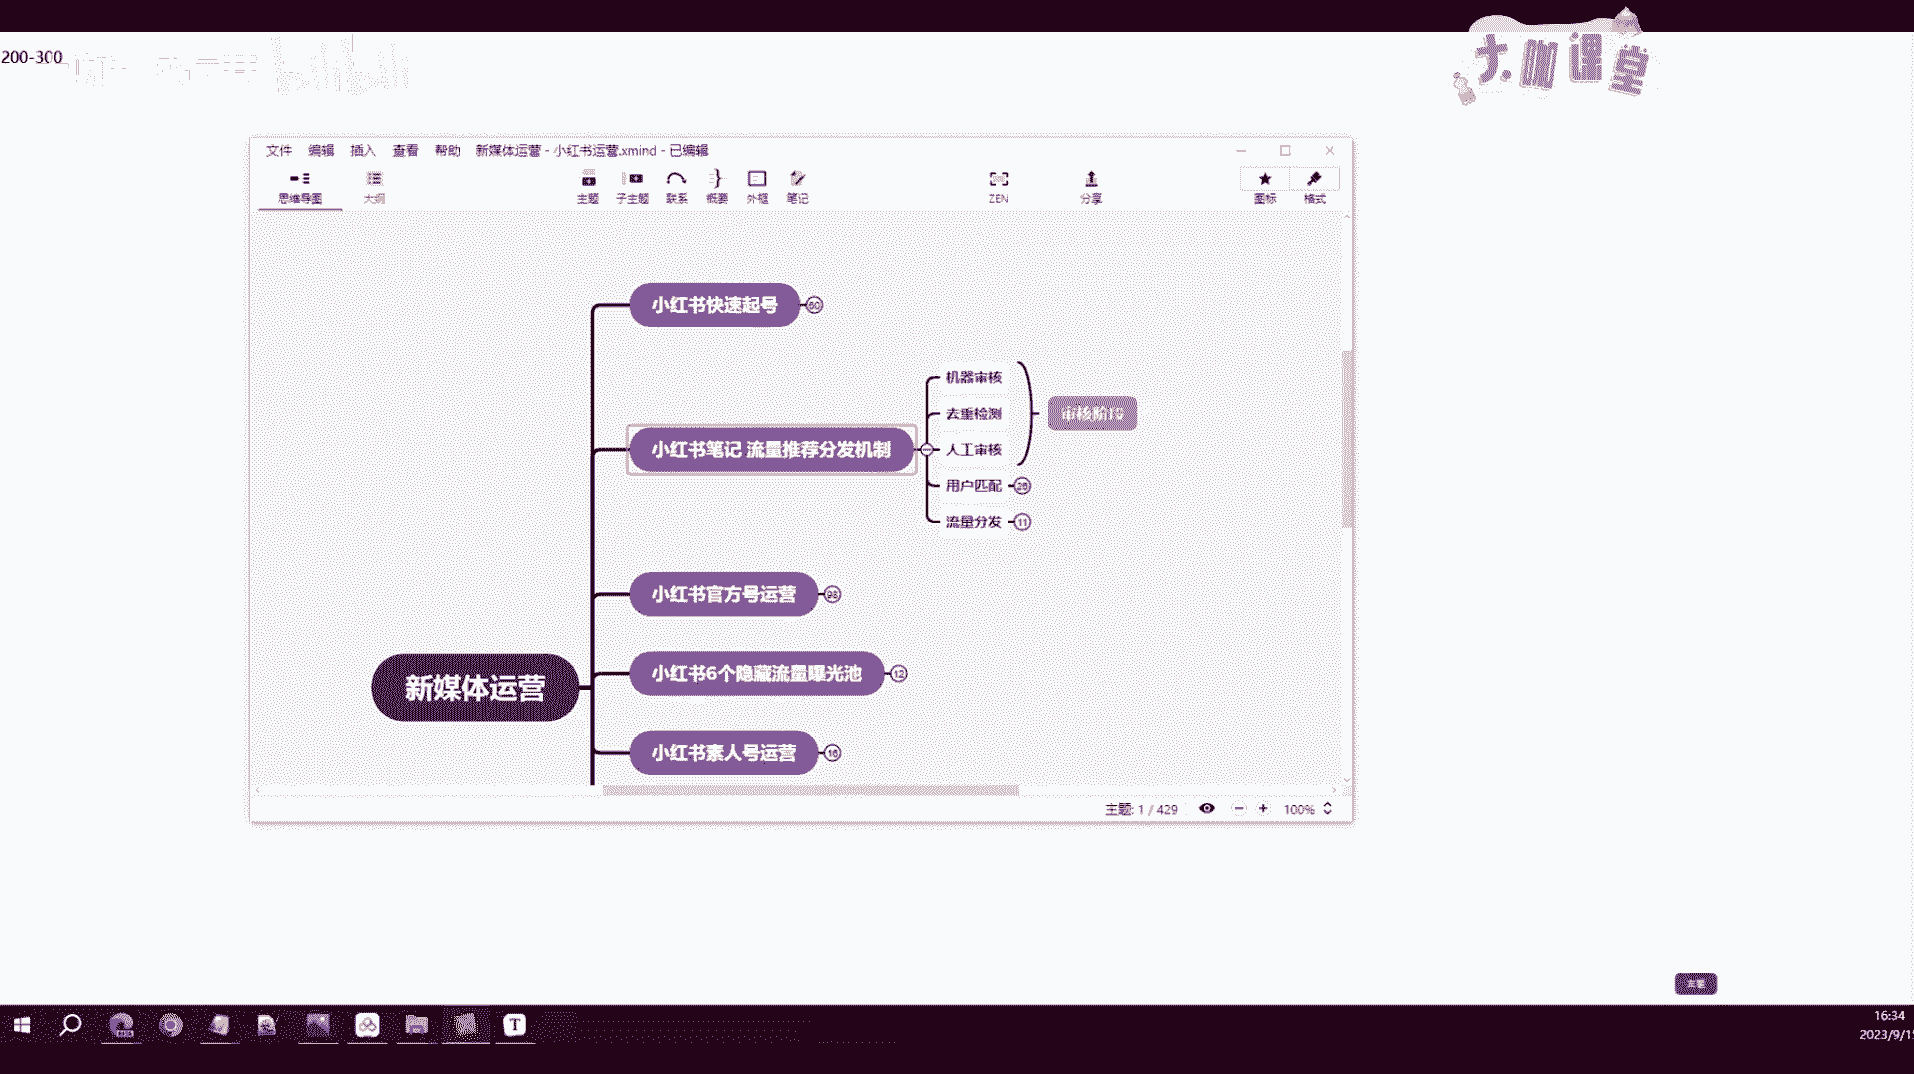 200-300
bilibili
大咖课堂
文件 编辑 插入 查看 帮助 新媒体运营 - 小红书运营.xmind - 已编辑
思维导图 大纲 主题 子主题 联系 概要 外框 笔记 ZEN 分享 图标 格式
小红书快速起号 60
机器审核
去重检测 审核阶段
小红书笔记 流量推荐分发机制 人工审核
用户匹配
流量分发 11
小红书官方号运营
小红书6个隐藏流量曝光池 12
新媒体运营
小红书素人号运营 16
主题: 1 / 429 100%
16:34
2023/9/1